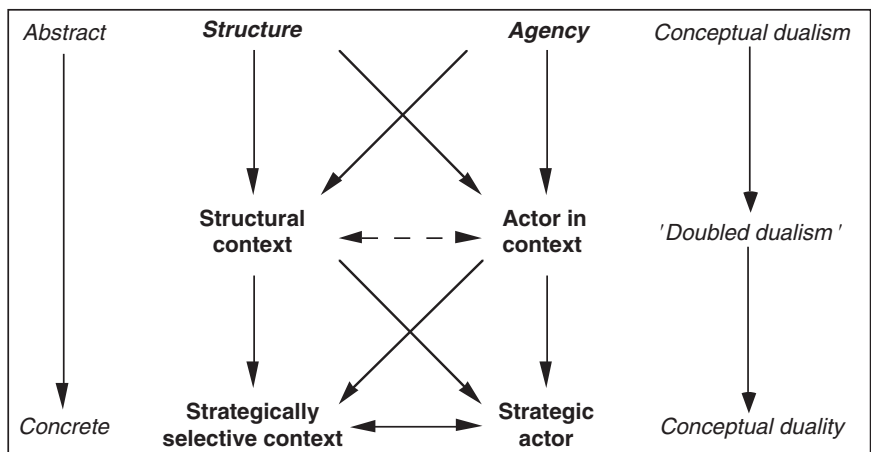 Abstract Structure Agency Conceptual dualism
Structural Actor in
context context 'Doubled dualism'
Strategically Strategic
Concrete selective context actor Conceptual duality